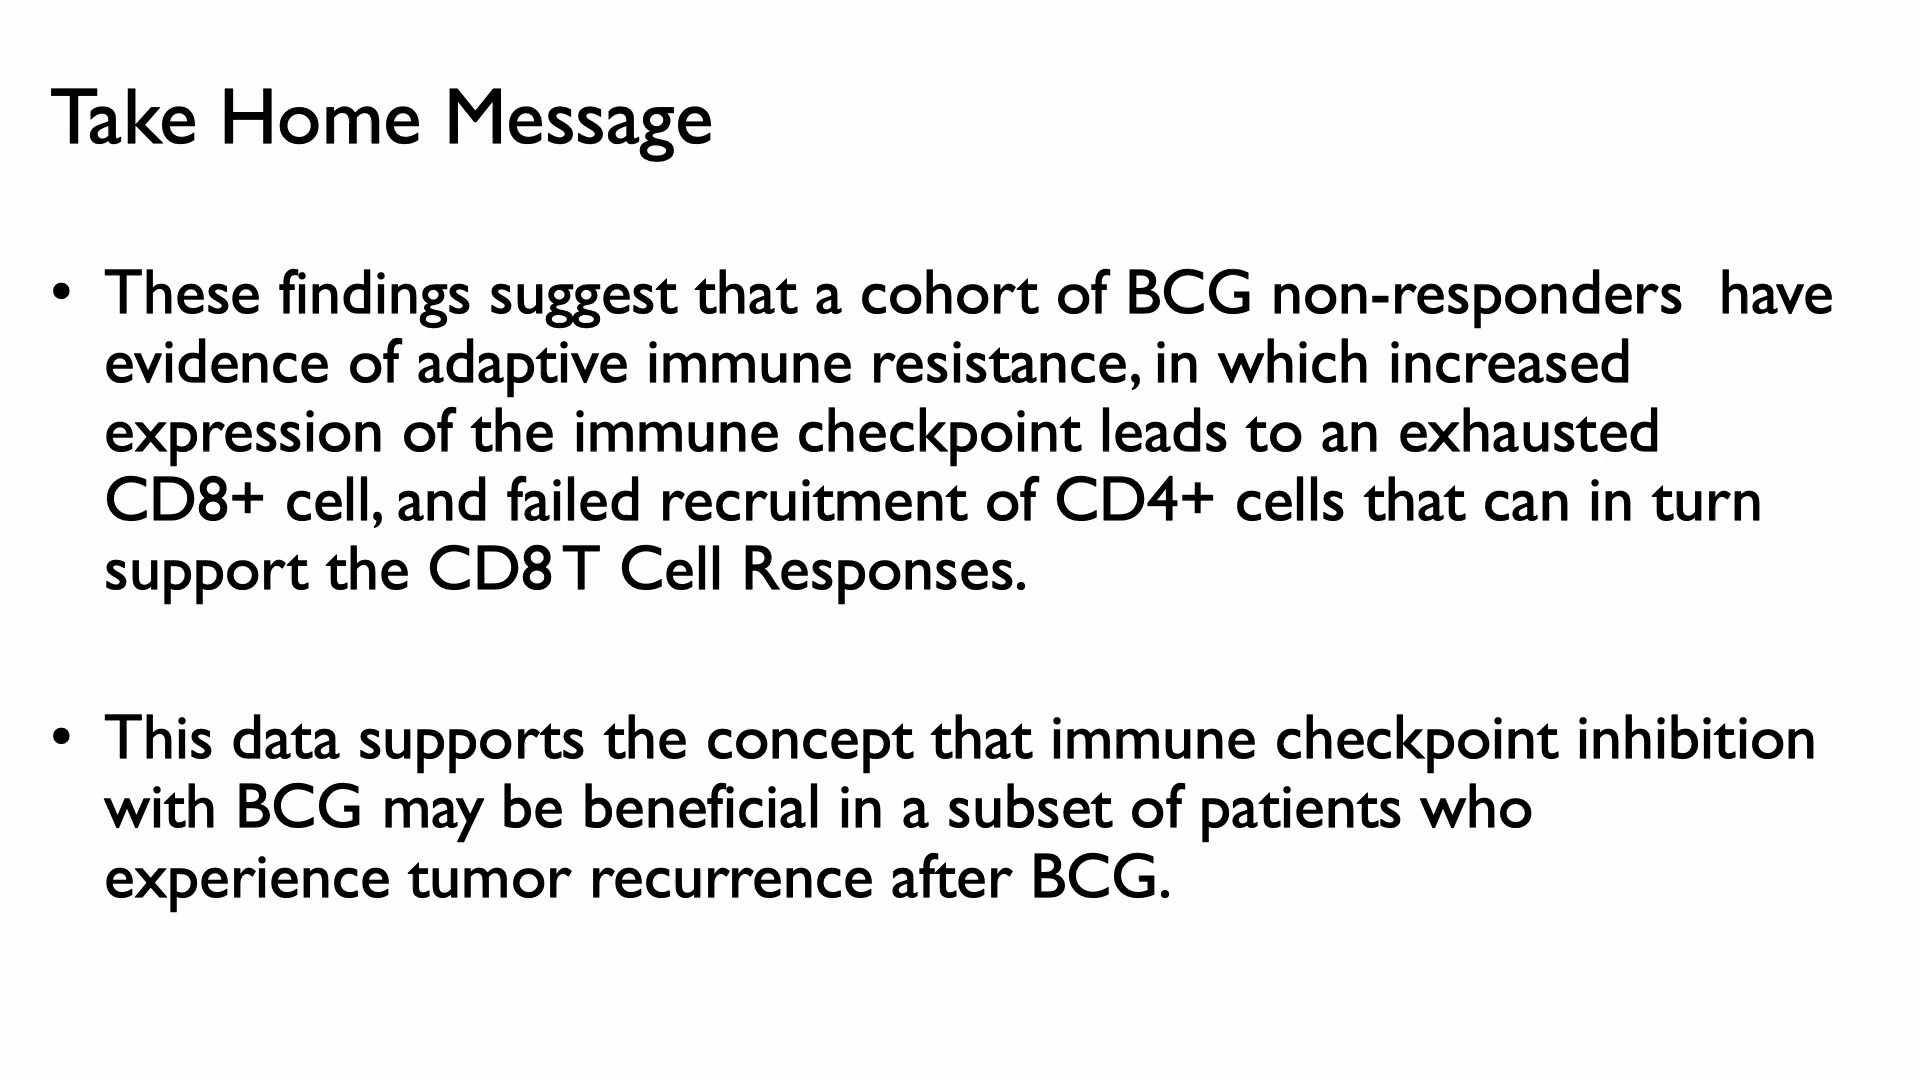 Take Home Message
• These findings suggest that a cohort of BCG non-responders  have
evidence of adaptive immune resistance, in which increased
expression of the immune checkpoint leads to an exhausted
CD8+ cell, and failed recruitment of CD4+ cells that can in turn
support the CD8 T Cell Responses.
• This data supports the concept that immune checkpoint inhibition
with BCG may be beneficial in a subset of patients who
experience tumor recurrence after BCG.